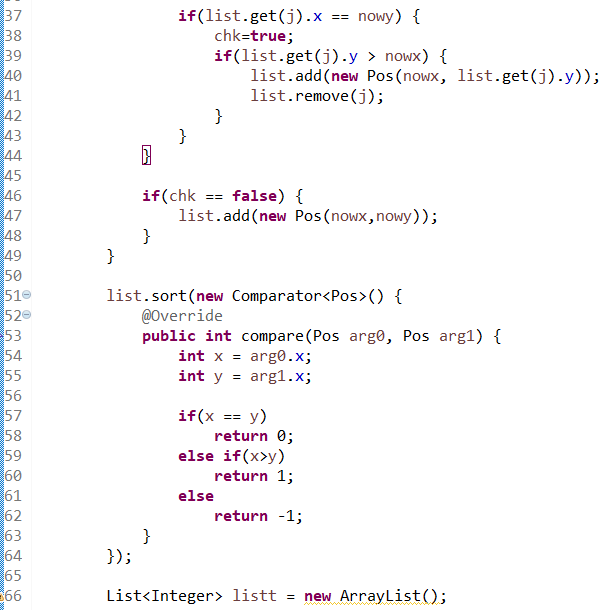 37 if(list.get(j).x == nowy) {
38 chk=true;
39 if(list.get(j).y > nowx) {
40 list.add(new Pos(nowx, list.get(j).y));
41 list.remove(j);
42 }
43 }
44 }
45
46 if(chk == false) {
47 list.add(new Pos(nowx,nowy));
48 }
49 }
50
51 list.sort(new Comparator<Pos>() {
52 @Override
53 public int compare(Pos arg0, Pos arg1) {
54 int x = arg0.x;
55 int y = arg1.x;
56
57 if(x == y)
58 return 0;
59 else if(x>y)
60 return 1;
61 else
62 return -1;
63 }
64 });
65
66 List<Integer> listt = new ArrayList();